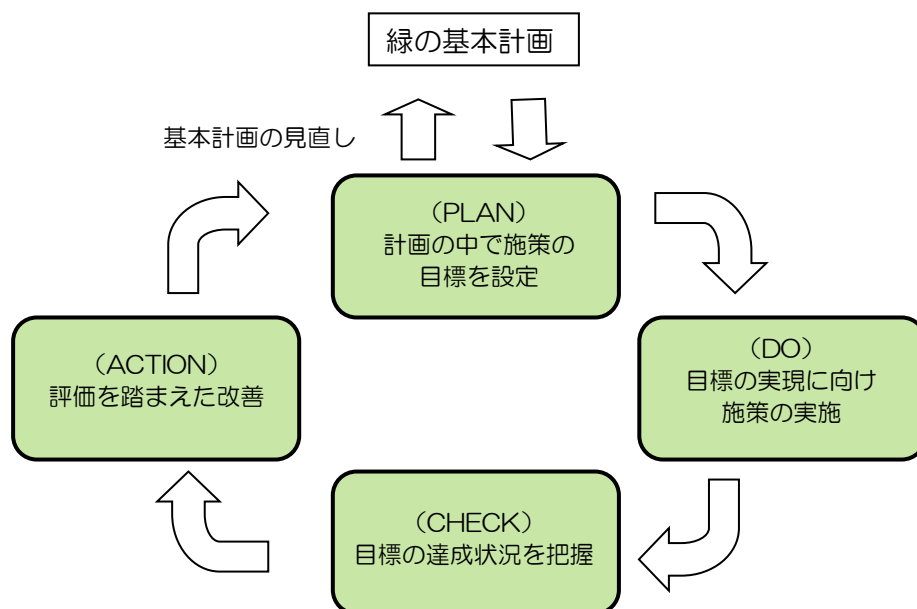 緑の基本計画
基本計画の見直し
（PLAN）
計画の中で施策の
目標を設定
（DO）
目標の実現に向け
施策の実施
（CHECK）
目標の達成状況を把握
（ACTION）
評価を踏まえた改善